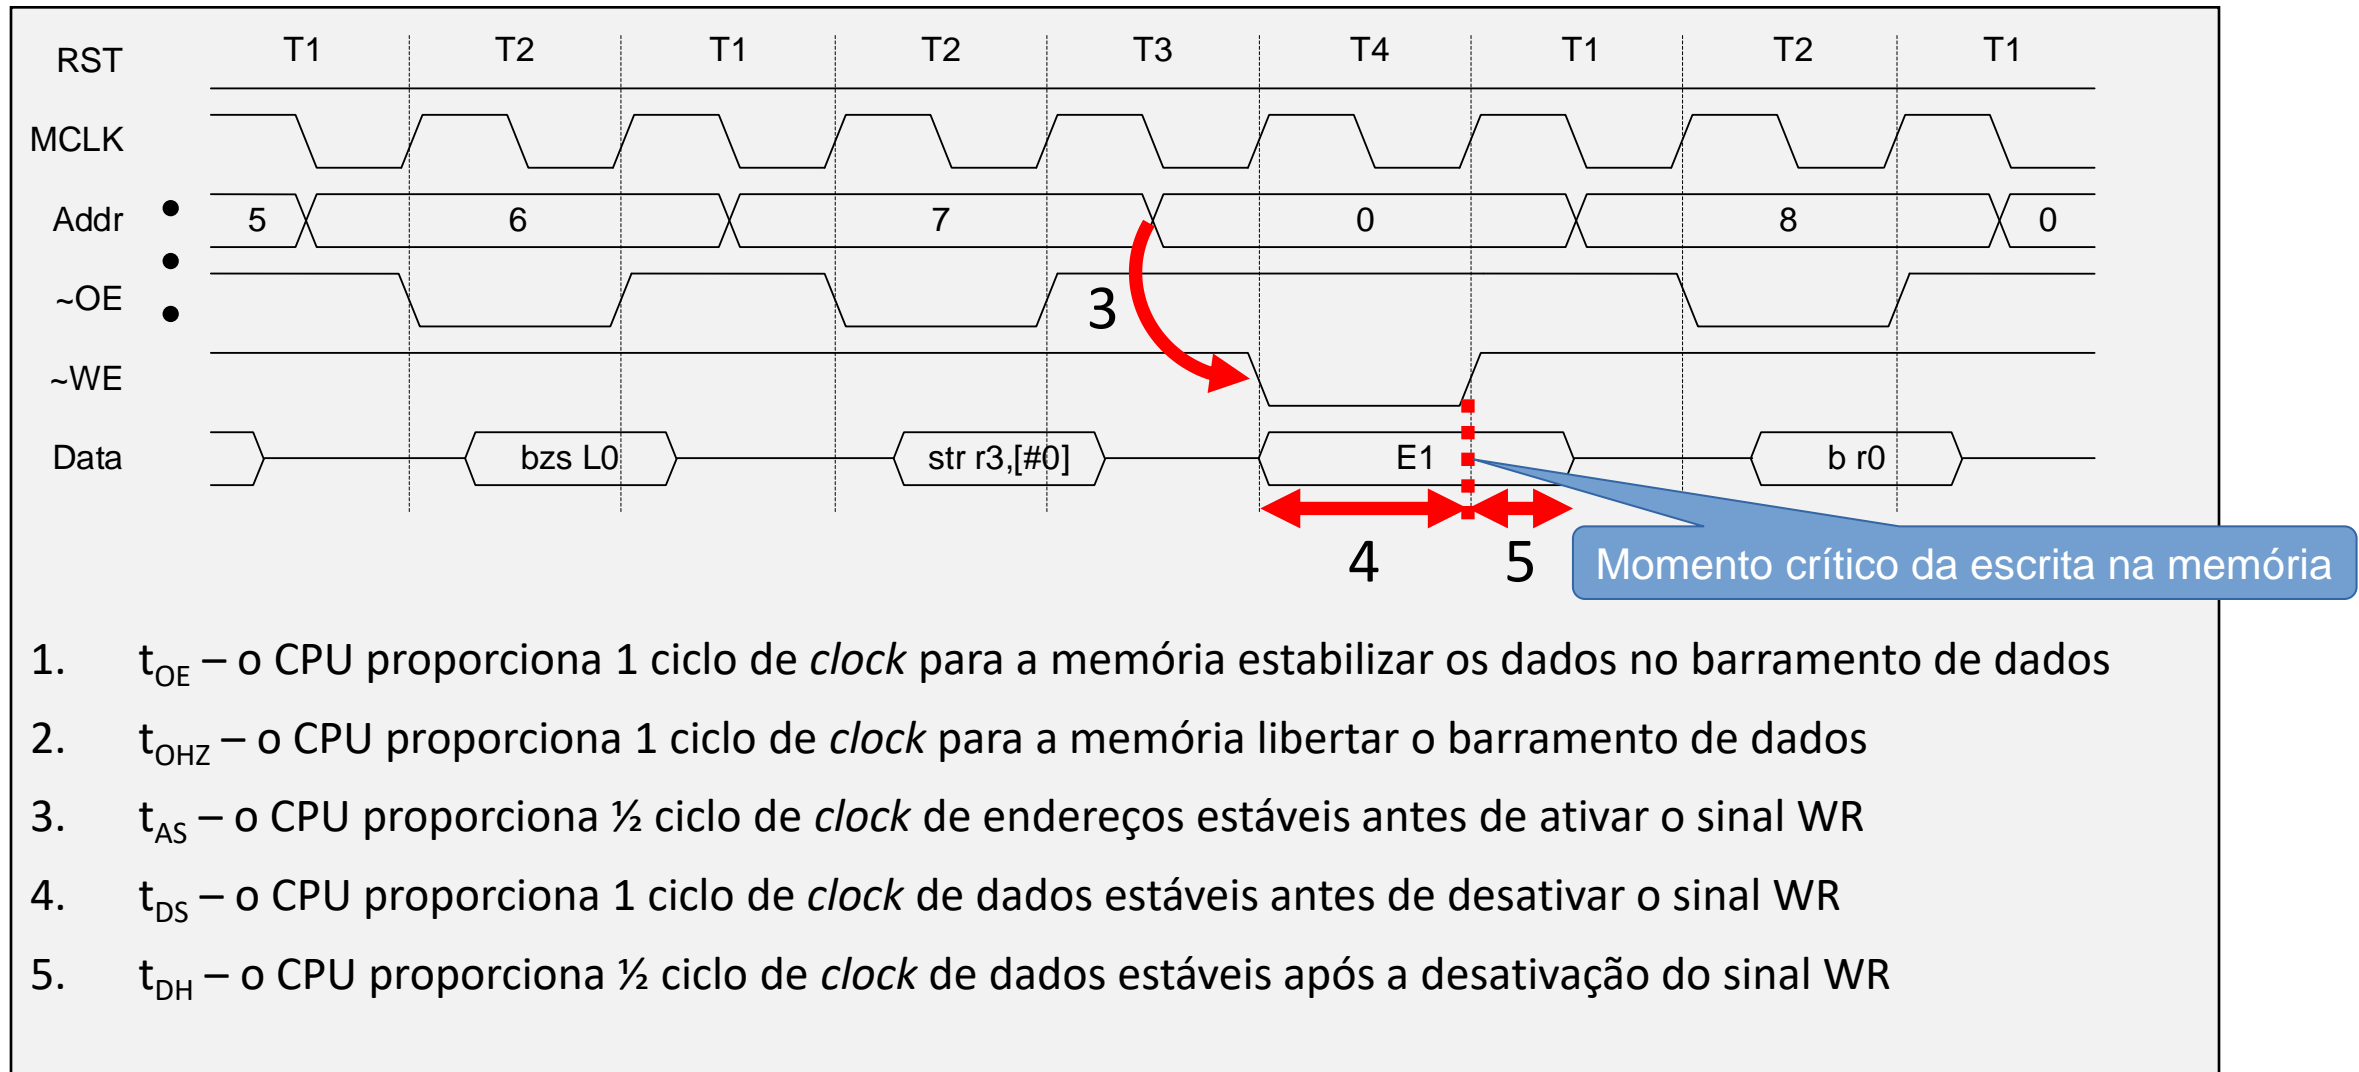 RST T1 T2 T1 T2 T3 T4 T1 T2 T1
MCLK
Addr 5 6 7 0 8 0
~OE 3
~WE
Data bzs L0 str r3,[#0] E1 b r0
4 5 Momento crítico da escrita na memória
1. tOE – o CPU proporciona 1 ciclo de clock para a memória estabilizar os dados no barramento de dados
2. tOHZ – o CPU proporciona 1 ciclo de clock para a memória libertar o barramento de dados
3. tAS – o CPU proporciona ½ ciclo de clock de endereços estáveis antes de ativar o sinal WR
4. tDS – o CPU proporciona 1 ciclo de clock de dados estáveis antes de desativar o sinal WR
5. tDH – o CPU proporciona ½ ciclo de clock de dados estáveis após a desativação do sinal WR